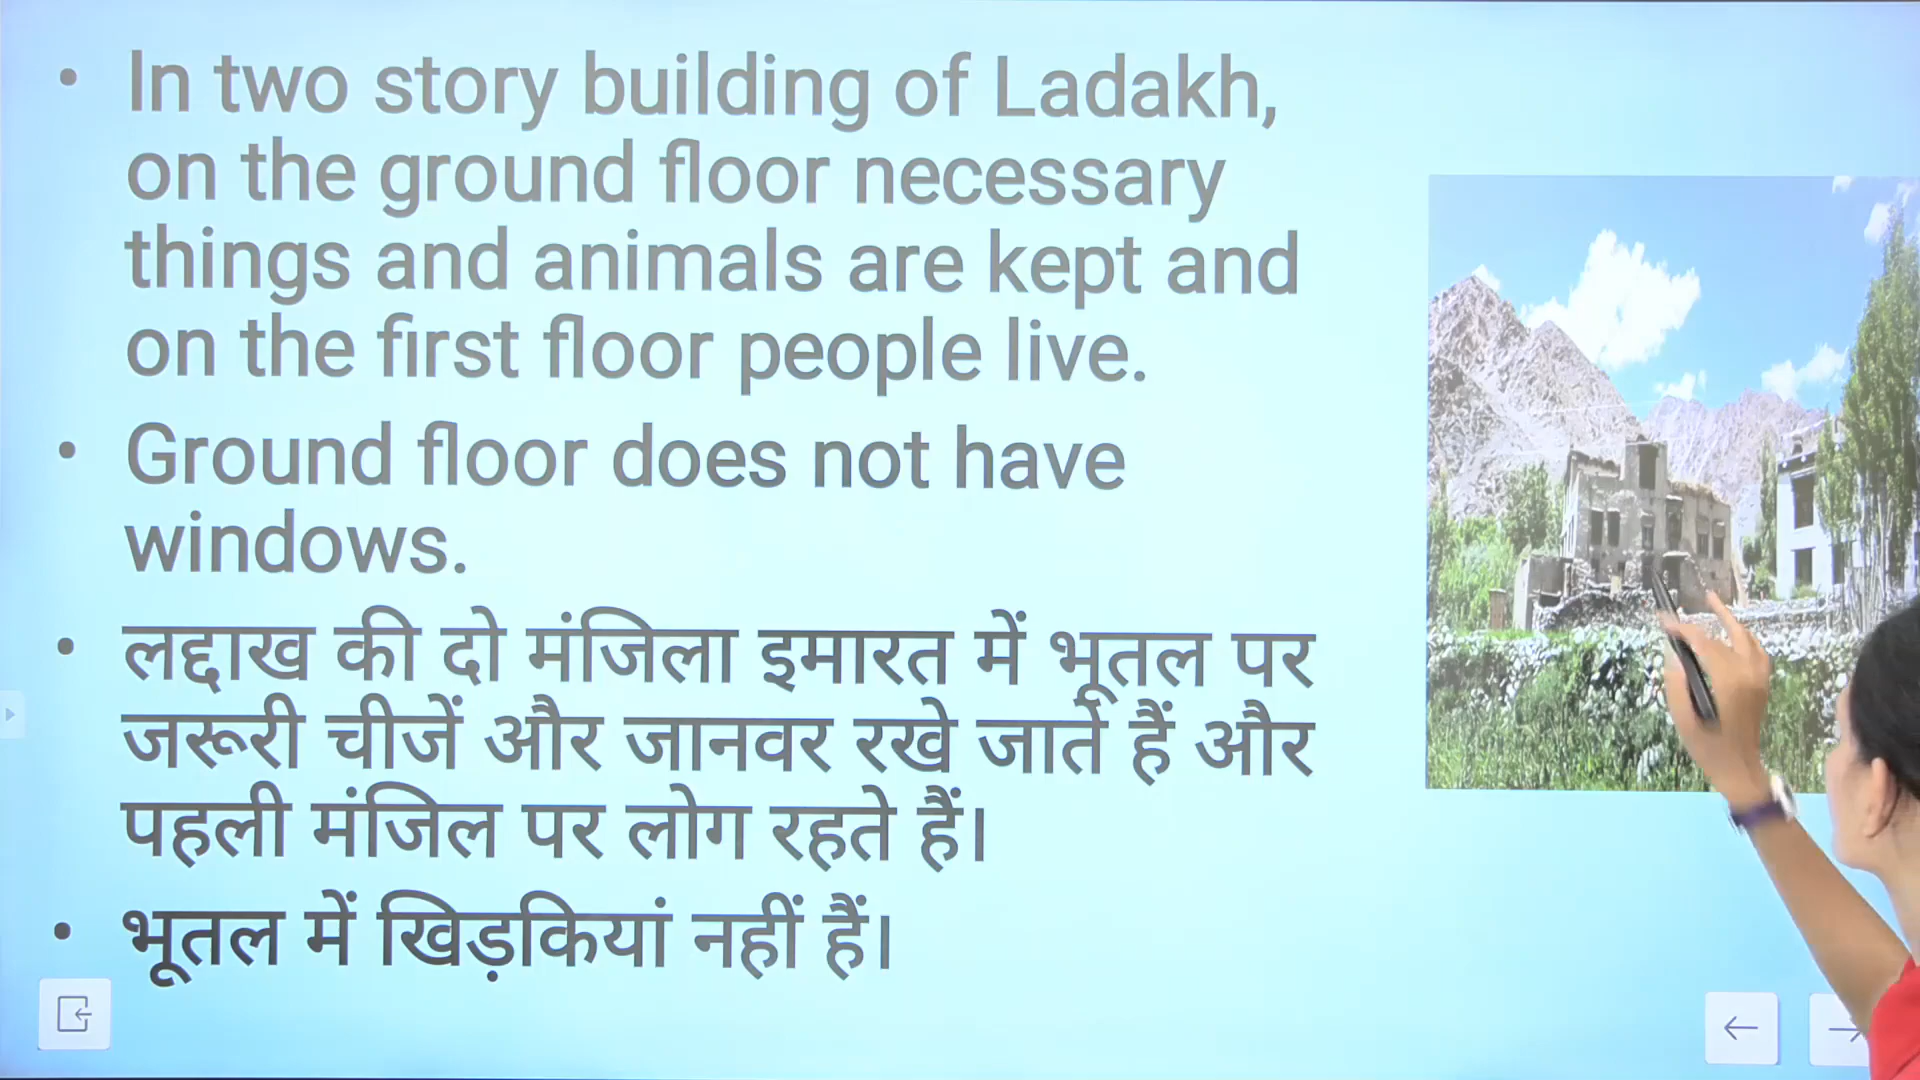 • In two story building of Ladakh,
on the ground floor necessary
things and animals are kept and
on the first floor people live.
• Ground floor does not have
windows.
• लद्दाख की दो मंजिला इमारत में भूतल पर
जरूरी चीजें और जानवर रखे जाते हैं और
पहली मंजिल पर लोग रहते हैं।
• भूतल में खिड़कियां नहीं हैं।